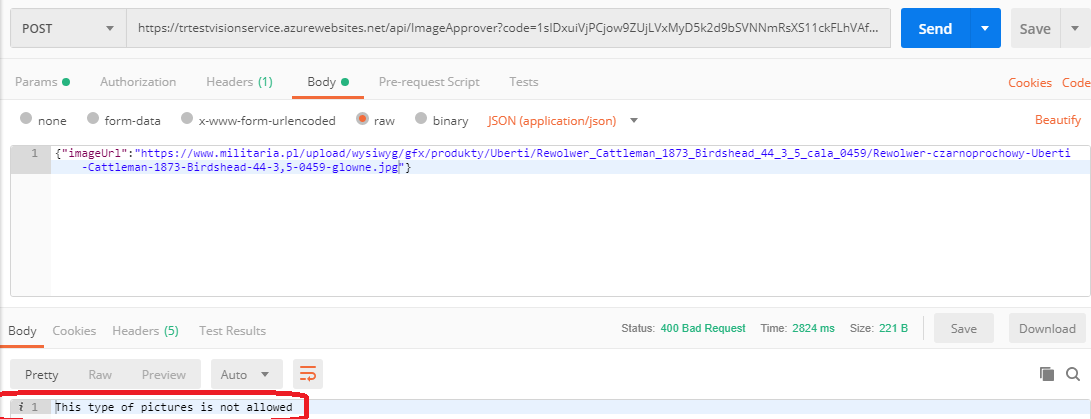 POST https://trtestvisionservice.azurewebsites.net/api/ImageApprover?code=1sIDxuiVjPCjow9ZUjLVxMyD5k2d9bSVNNmRsXS11ckFLhVAf... Send Save
Params Authorization Headers (1) Body Pre-request Script Tests Cookies Code
none form-data x-www-form-urlencoded raw binary JSON (application/json) Beautify
1 {"imageUrl":"https://www.militaria.pl/upload/wysiwyg/gfx/produkty/Uberti/Rewolwer_Cattleman_1873_Birdshead_44_3_5_cala_0459/Rewolwer-czarnoprochowy-Uberti
-Cattleman-1873-Birdshead-44-3,5-0459-glowne.jpg"}
Body Cookies Headers (5) Test Results Status: 400 Bad Request Time: 2824 ms Size: 221 B Save Download
Pretty Raw Preview Auto
i 1 This type of pictures is not allowed